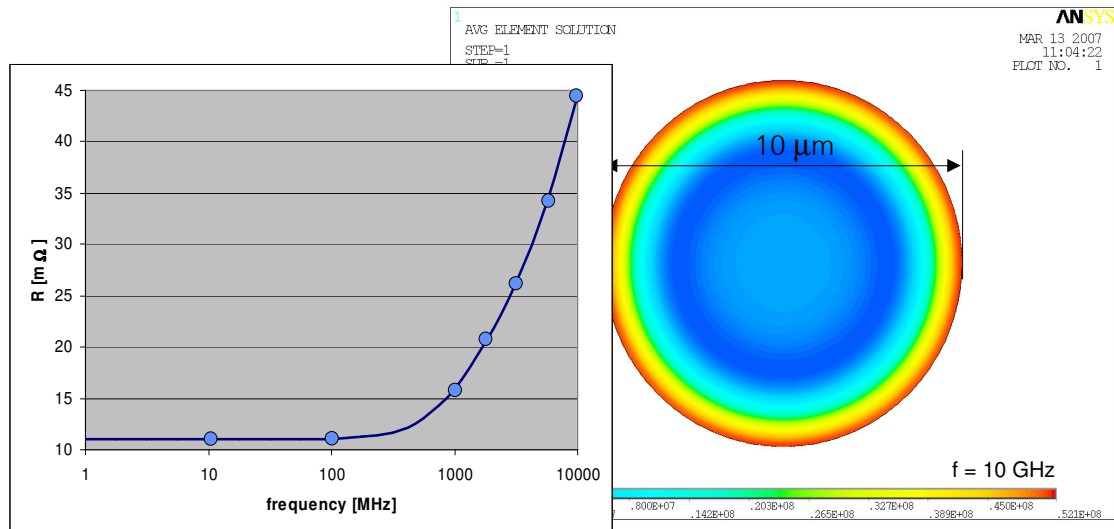 1
AVG ELEMENT SOLUTION
STEP=1
SUB =1
ANSYS
MAR 13 2007
11:04:22
PLOT NO. 1
45
40
35
30
25
20
15
10
R [m Ω]
1 10 100 1000 10000
frequency [MHz]
10 μm
f = 10 GHz
.800E+07 .142E+08 .203E+08 .265E+08 .327E+08 .389E+08 .450E+08 .521E+08